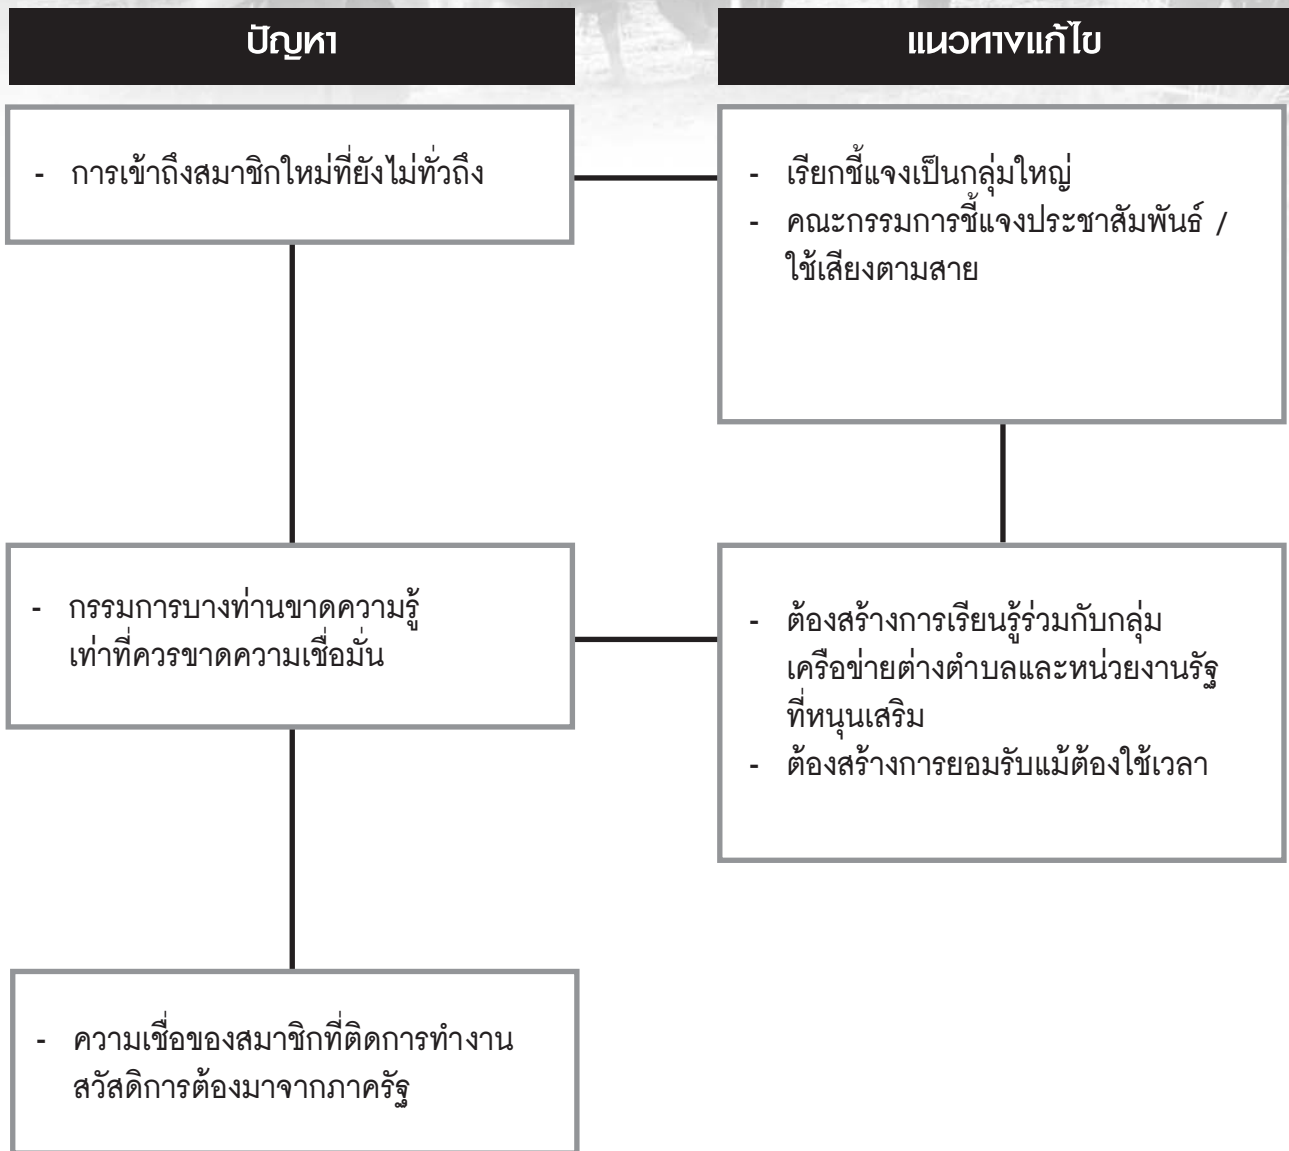 ปัญหา
แนวทางแก้ไข
- การเข้าถึงสมาชิกใหม่ที่ยังไม่ทั่วถึง
- เรียกชี้แจงเป็นกลุ่มใหญ่
- คณะกรรมการชี้แจงประชาสัมพันธ์ /
ใช้เสียงตามสาย
- กรรมการบางท่านขาดความรู้
เท่าที่ควรขาดความเชื่อมั่น
- ต้องสร้างการเรียนรู้ร่วมกับกลุ่ม
เครือข่ายต่างตำบลและหน่วยงานรัฐ
ที่หนุนเสริม
- ต้องสร้างการยอมรับแม้ต้องใช้เวลา
- ความเชื่อของสมาชิกที่ติดการทำงาน
สวัสดิการต้องมาจากภาครัฐ